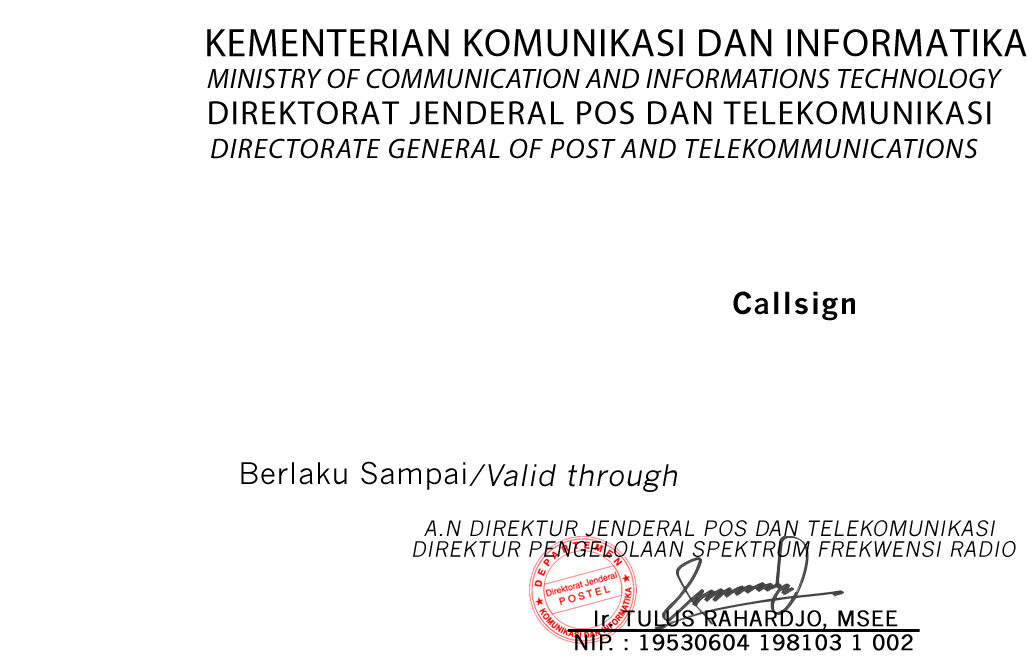 KEMENTERIAN KOMUNIKASI DAN INFORMATIKA
MINISTRY OF COMMUNICATION AND INFORMATIONS TECHNOLOGY
DIREKTORAT JENDERAL POS DAN TELEKOMUNIKASI
DIRECTORATE GENERAL OF POST AND TELEKOMMUNICATIONS
Callsign
Berlaku Sampai/Valid through
A.N DIREKTUR JENDERAL POS DAN TELEKOMUNIKASI
DIREKTUR PENGELOLAAN SPEKTRUM FREKWENSI RADIO
DEPARTEMEN
Direktorat Jenderal
POSTEL
KOMUNIKASI DAN INFORMATIKA
Ir. TULUS RAHARDJO, MSEE
NIP. : 19530604 198103 1 002